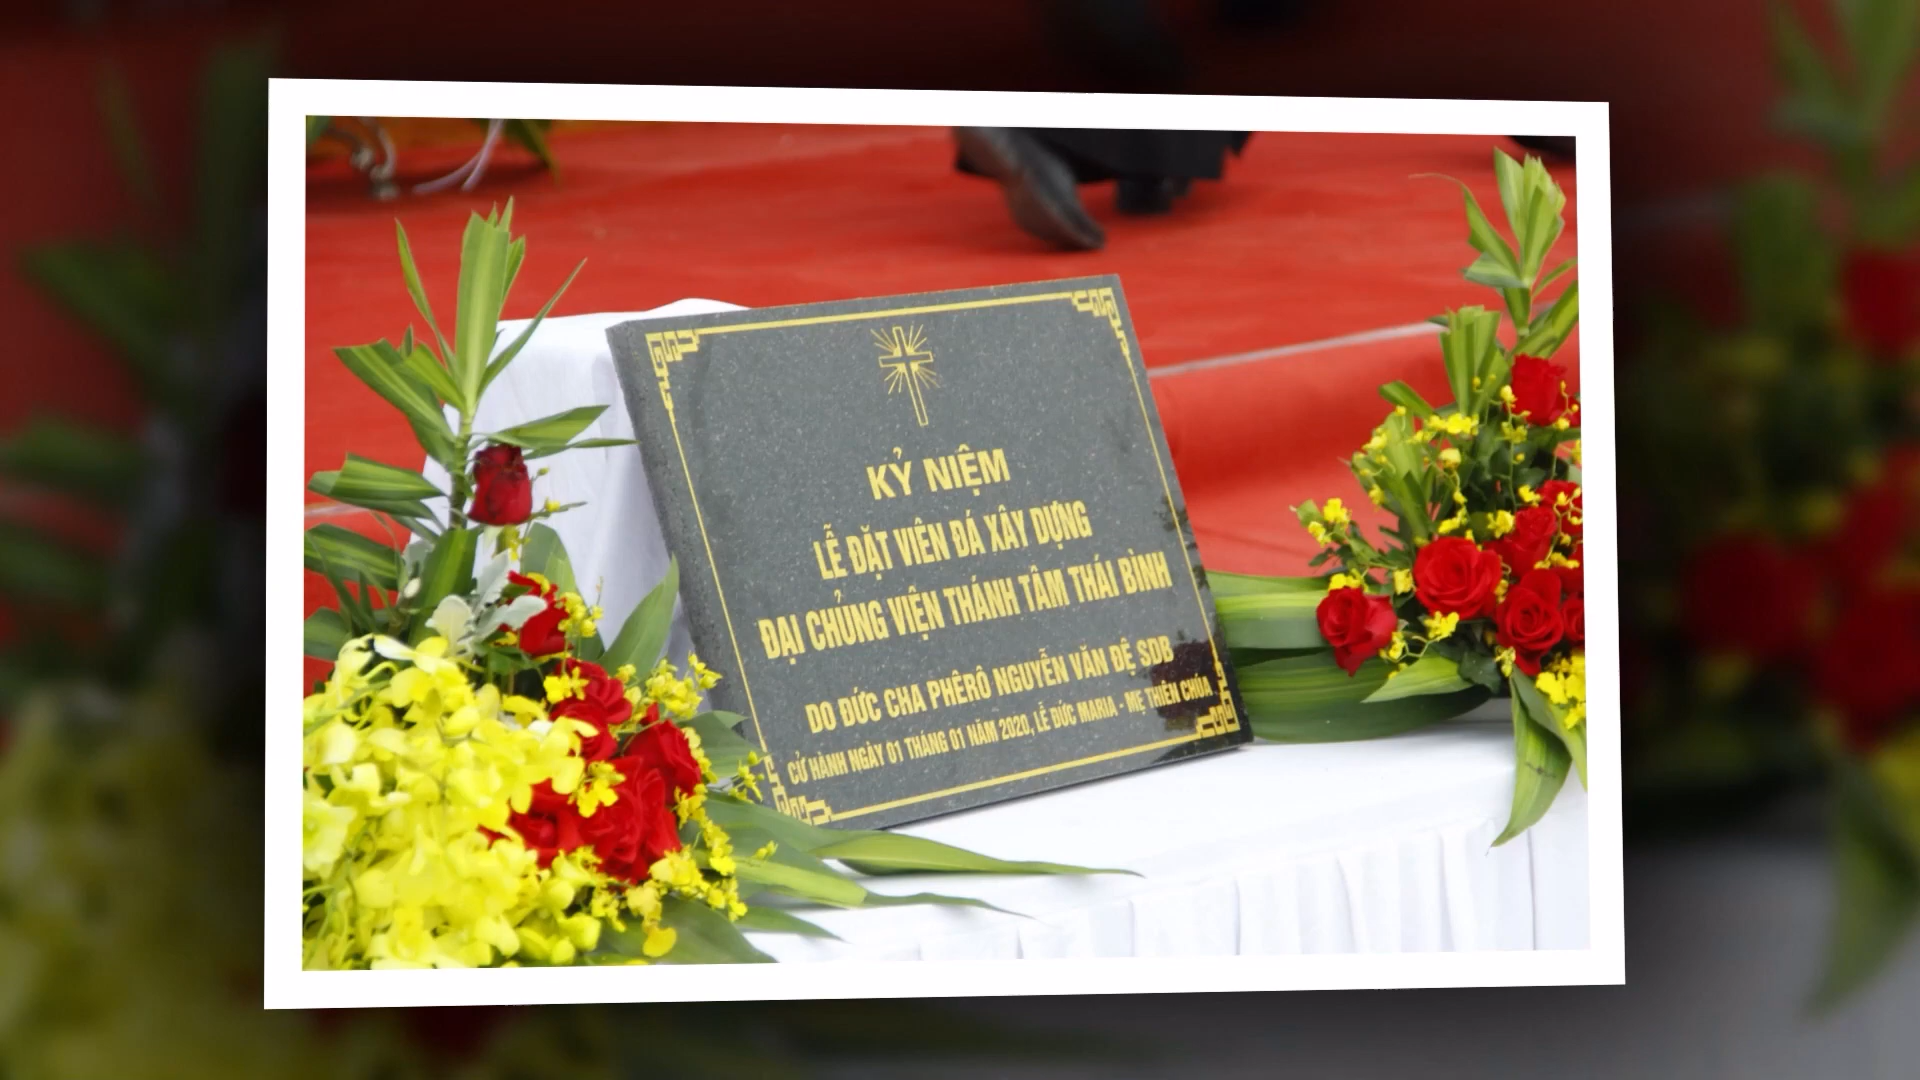 KỶ NIỆM
LỄ ĐẶT VIÊN ĐÁ XÂY DỰNG
ĐẠI CHỦNG VIỆN THÁNH TÂM THÁI BÌNH
DO ĐỨC CHA PHÊRÔ NGUYỄN VĂN ĐỆ SDB
CỬ HÀNH NGÀY 01 THÁNG 01 NĂM 2020, LỄ ĐỨC MARIA - MẸ THIÊN CHÚA